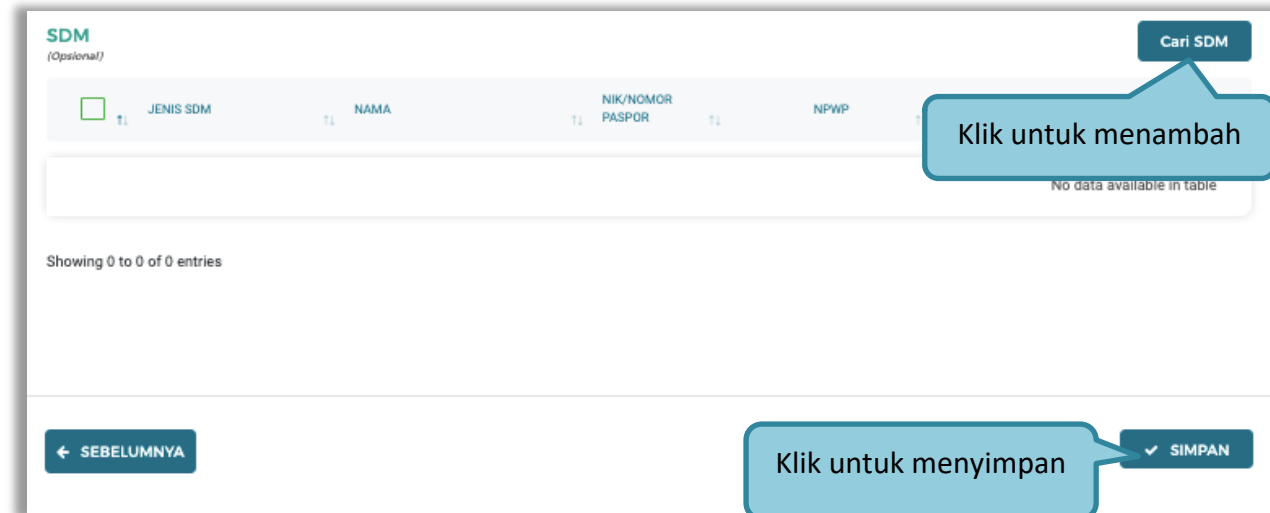 SDM
(Opsional)
Cari SDM
JENIS SDM
NAMA
NIK/NOMOR
PASPOR
NPWP
Klik untuk menambah
No data available in table
Showing 0 to 0 of 0 entries
← SEBELUMNYA
Klik untuk menyimpan
✓ SIMPAN